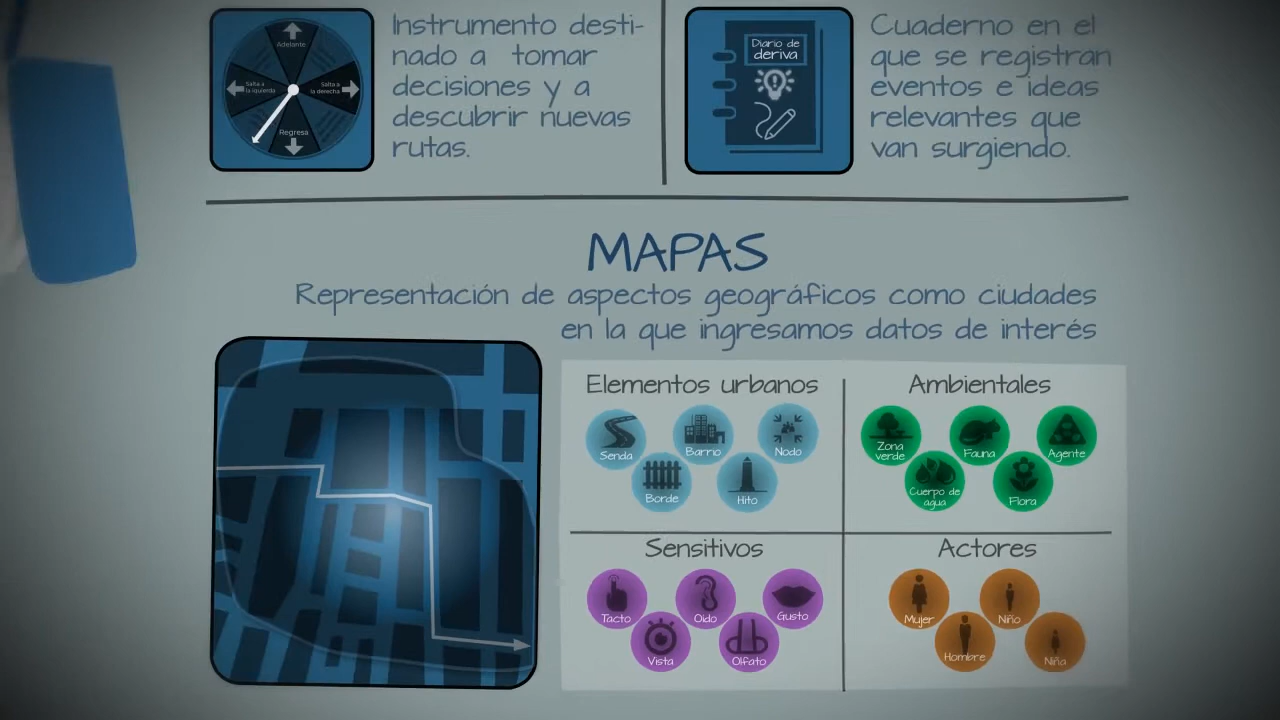 Adelante
Salta a
la izquierda
Salta a
la derecha
Regresa
Instrumento desti-
nado a tomar
decisiones y a
descubrir nuevas
rutas.
Diario de
deriva
Cuaderno en el
que se registran
eventos e ideas
relevantes que
van surgiendo.
MAPAS
Representación de aspectos geográficos como ciudades
en la que ingresamos datos de interés
Elementos urbanos
Senda
Barrio
Nodo
Borde
Hito
Ambientales
Zona
verde
Fauna
Agente
Cuerpo de
agua
Flora
Sensitivos
Tacto
Oido
Gusto
Vista
Olfato
Actores
Mujer
Niño
Hombre
Niña